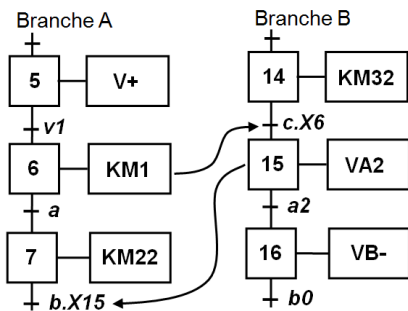 Branche A
5
V+
v1
6
KM1
a
7
KM22
b.X15
Branche B
14
KM32
c.X6
15
VA2
a2
16
VB-
b0